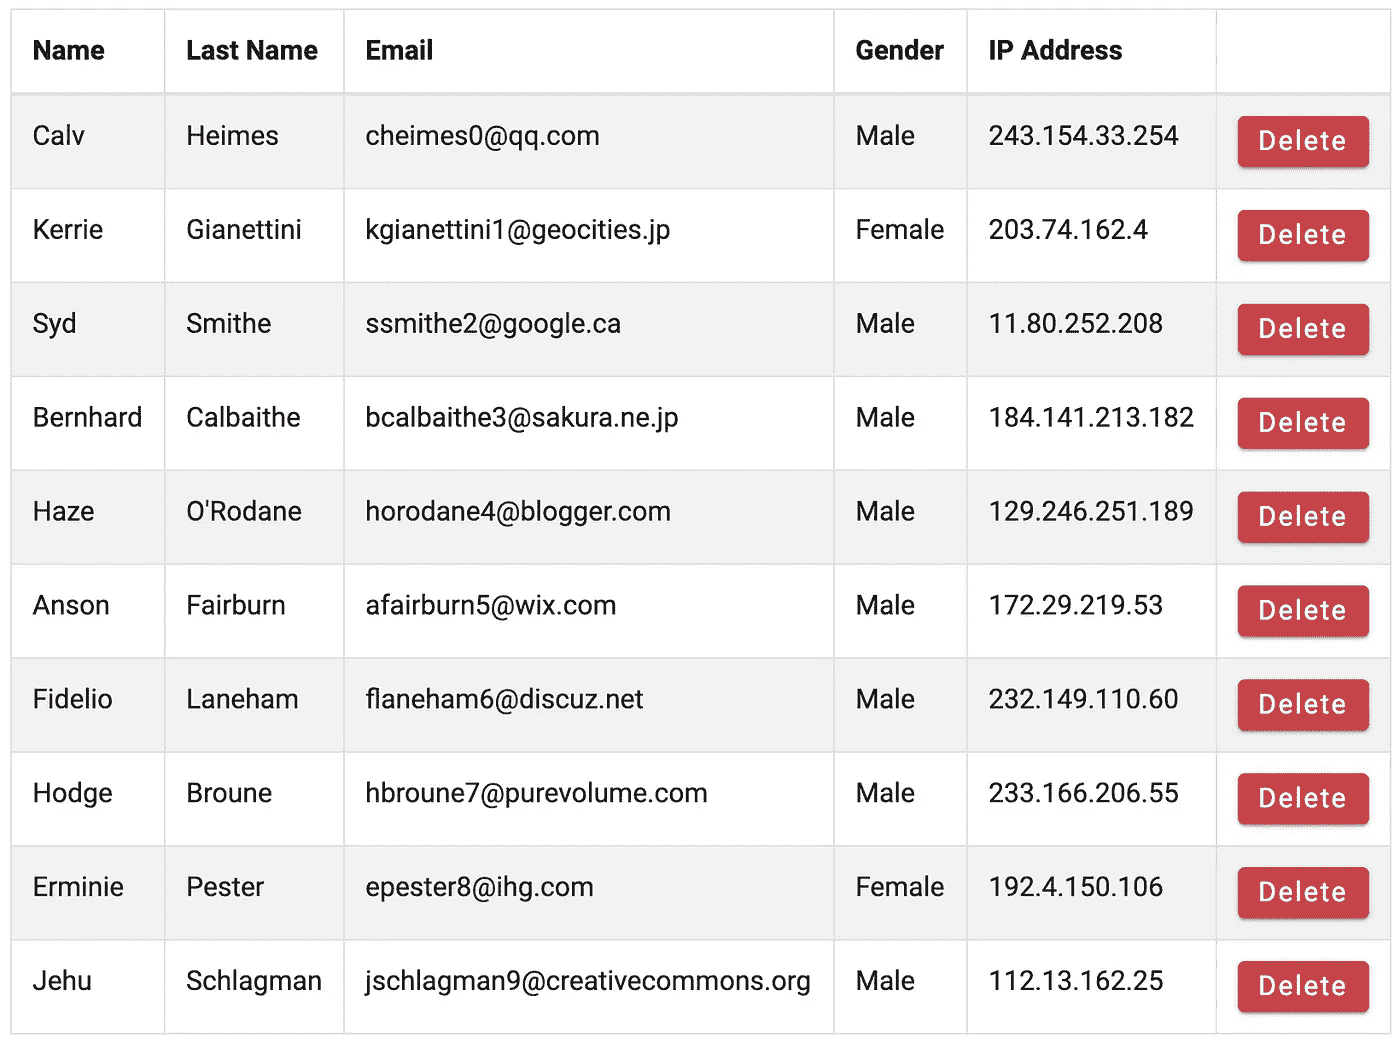 Name Last Name Email Gender IP Address
Calv Heimes cheimes0@qq.com Male 243.154.33.254 Delete
Kerrie Gianettini kgianettini1@geocities.jp Female 203.74.162.4 Delete
Syd Smithe ssmithe2@google.ca Male 11.80.252.208 Delete
Bernhard Calbaithe bcalbaithe3@sakura.ne.jp Male 184.141.213.182 Delete
Haze O'Rodane horodane4@blogger.com Male 129.246.251.189 Delete
Anson Fairburn afairburn5@wix.com Male 172.29.219.53 Delete
Fidelio Laneham flaneham6@discuz.net Male 232.149.110.60 Delete
Hodge Broune hbroune7@purevolume.com Male 233.166.206.55 Delete
Erminie Pester epester8@ihg.com Female 192.4.150.106 Delete
Jehu Schlagman jschlagman9@creativecommons.org Male 112.13.162.25 Delete